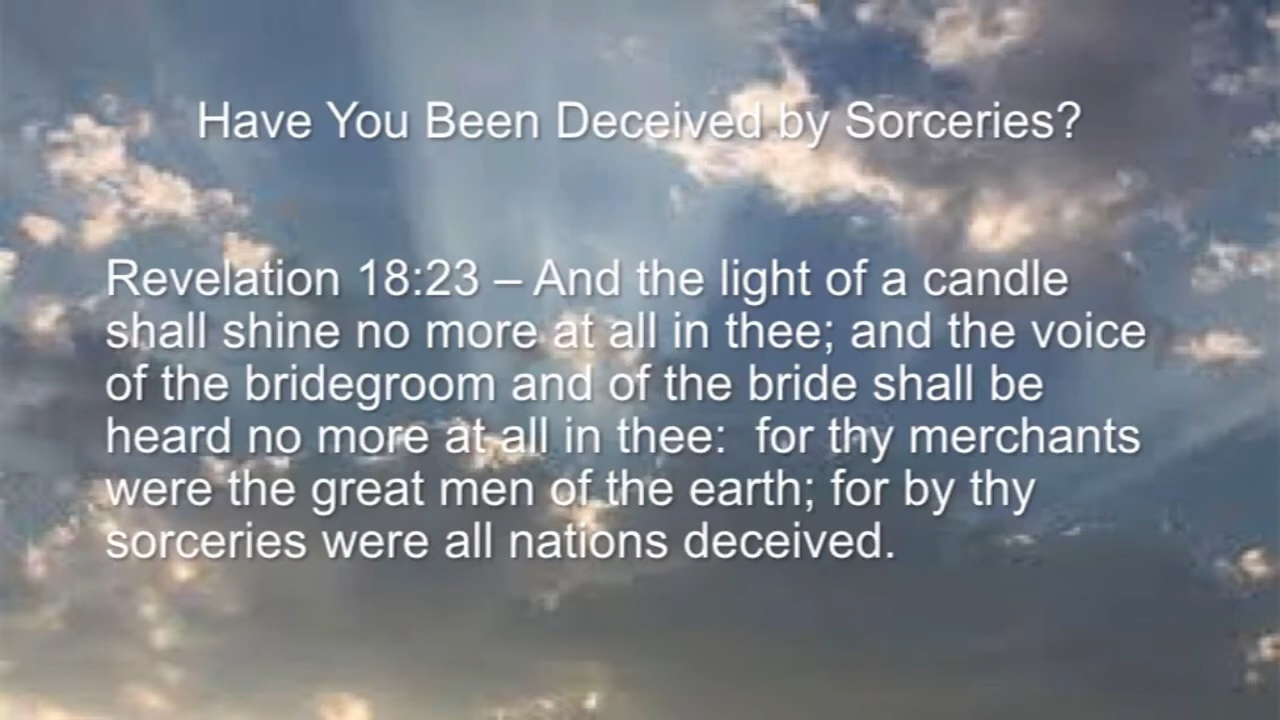 Have You Been Deceived by Sorceries?
Revelation 18:23 – And the light of a candle
shall shine no more at all in thee; and the voice
of the bridegroom and of the bride shall be
heard no more at all in thee:  for thy merchants
were the great men of the earth; for by thy
sorceries were all nations deceived.